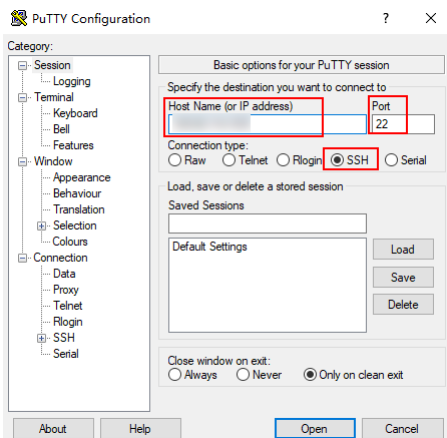 PuTTY Configuration ? ×
Category:
Session
Logging
Terminal
Keyboard
Bell
Features
Window
Appearance
Behaviour
Translation
Selection
Colours
Connection
Data
Proxy
Telnet
Rlogin
SSH
Serial
Basic options for your PuTTY session
Specify the destination you want to connect to
Host Name (or IP address) Port
22
Connection type:
Raw Telnet Rlogin SSH Serial
Load, save or delete a stored session
Saved Sessions
Default Settings
Load
Save
Delete
Close window on exit:
Always Never Only on clean exit
About Help Open Cancel